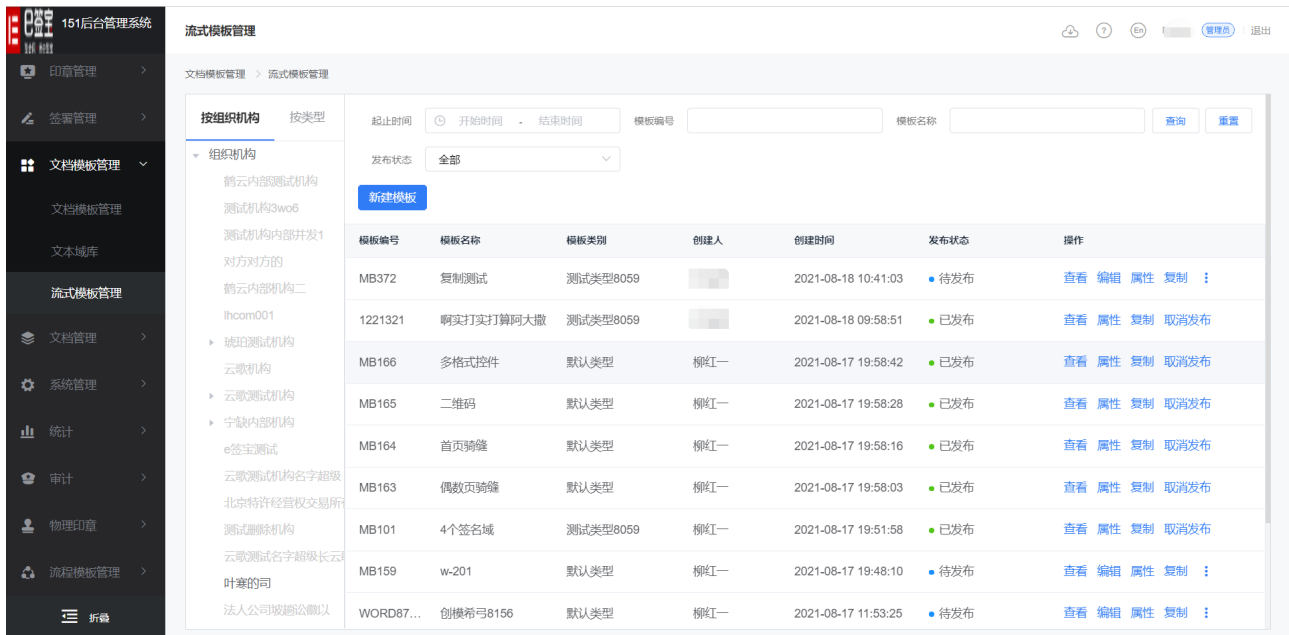 151后台管理系统
流式模板管理
En
管理员
退出
印章管理
签署管理
文档模板管理
文档模板管理
文本域库
流式模板管理
文档管理
系统管理
统计
审计
物理印章
流程模板管理
折叠
文档模板管理 > 流式模板管理
按组织机构 按类型
组织机构
鹤云内部测试机构
测试机构3wo6
测试机构内部并发1
对方对方的
鹤云内部机构二
lhcom001
琥珀测试机构
云歌机构
云歌测试机构
宁缺内部机构
e签宝测试
云歌测试机构名字超级
北京特许经营权交易所
测试删除机构
云歌测试名字超级长云
叶寒的司
起止时间 开始时间 - 结束时间 模板编号 模板名称 查询 重置
发布状态 全部
新建模板
模板编号 模板名称 模板类别 创建人 创建时间 发布状态 操作
MB372 复制测试 测试类型8059 2021-08-18 10:41:03 待发布 查看 编辑 属性 复制
1221321 啊实打实打算阿大撒 测试类型8059 2021-08-18 09:58:51 已发布 查看 属性 复制 取消发布
MB166 多格式控件 默认类型 柳红一 2021-08-17 19:58:42 已发布 查看 属性 复制 取消发布
MB165 二维码 默认类型 柳红一 2021-08-17 19:58:28 已发布 查看 属性 复制 取消发布
MB164 首页骑缝 默认类型 柳红一 2021-08-17 19:58:16 已发布 查看 属性 复制 取消发布
MB163 偶数页骑缝 默认类型 柳红一 2021-08-17 19:58:03 已发布 查看 属性 复制 取消发布
MB101 4个签名域 测试类型8059 柳红一 2021-08-17 19:51:58 已发布 查看 属性 复制 取消发布
MB159 w-201 默认类型 柳红一 2021-08-17 19:48:10 待发布 查看 编辑 属性 复制
WORD87... 创模希弓8156 默认类型 柳红一 2021-08-17 11:53:25 待发布 查看 编辑 属性 复制